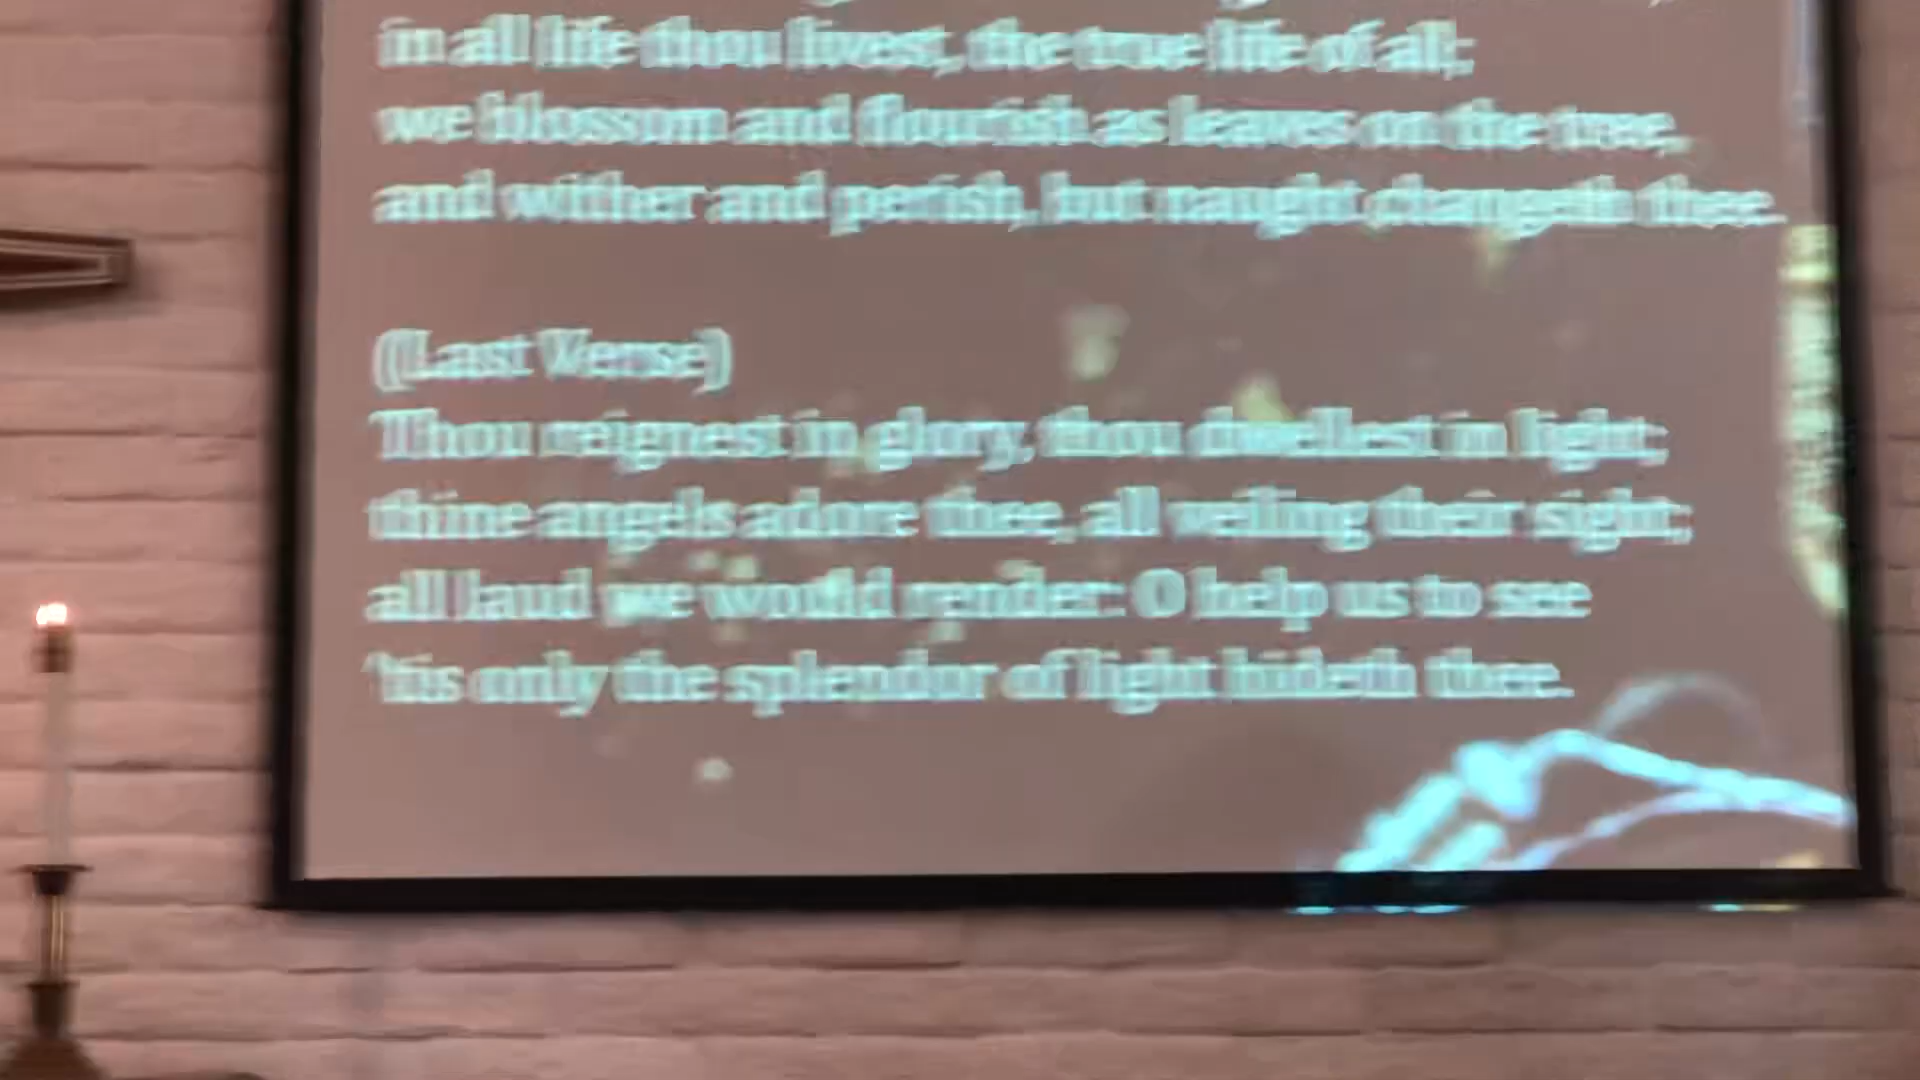 in all life thou livest, the true life of all;
we blossom and flourish as leaves on the tree,
and wither and perish, but naught changeth thee.
(Last Verse)
Thou reignest in glory, thou dwellest in light;
thine angels adore thee, all veiling their sight;
all laud we would render: O help us to see
'tis only the splendor of light hideth thee.